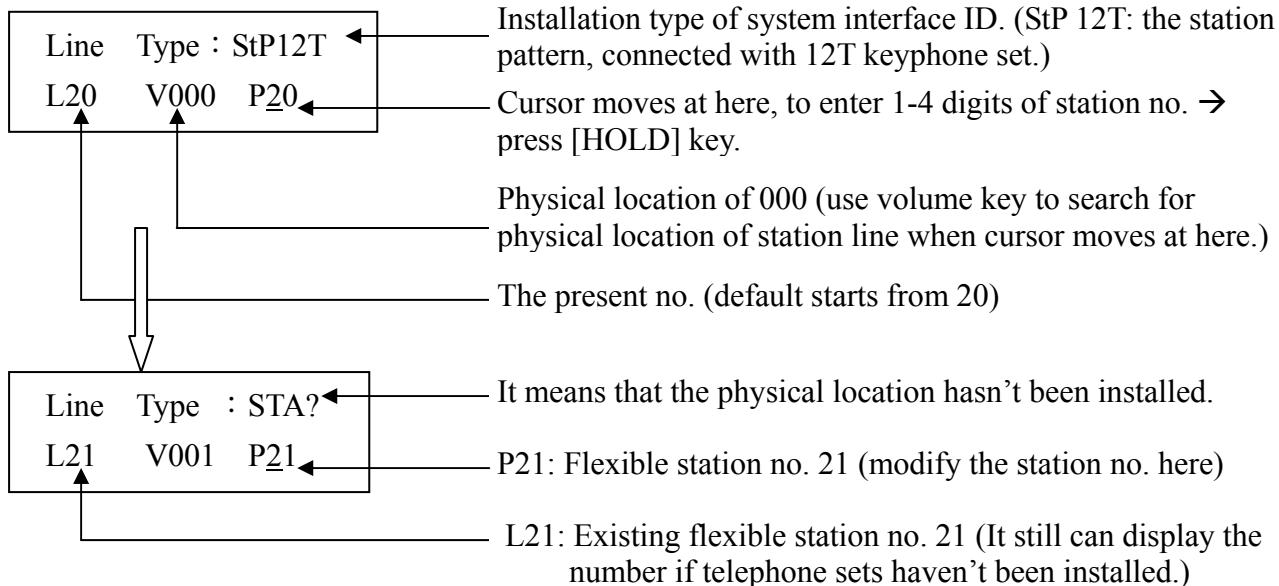 Line Type：StP12T
L20 V000 P20
Installation type of system interface ID. (StP 12T: the station
pattern, connected with 12T keyphone set.)
Cursor moves at here, to enter 1-4 digits of station no. →
press [HOLD] key.
Physical location of 000 (use volume key to search for
physical location of station line when cursor moves at here.)
The present no. (default starts from 20)
Line Type ：STA?
L21 V001 P21
It means that the physical location hasn’t been installed.
P21: Flexible station no. 21 (modify the station no. here)
L21: Existing flexible station no. 21 (It still can display the
number if telephone sets haven’t been installed.)